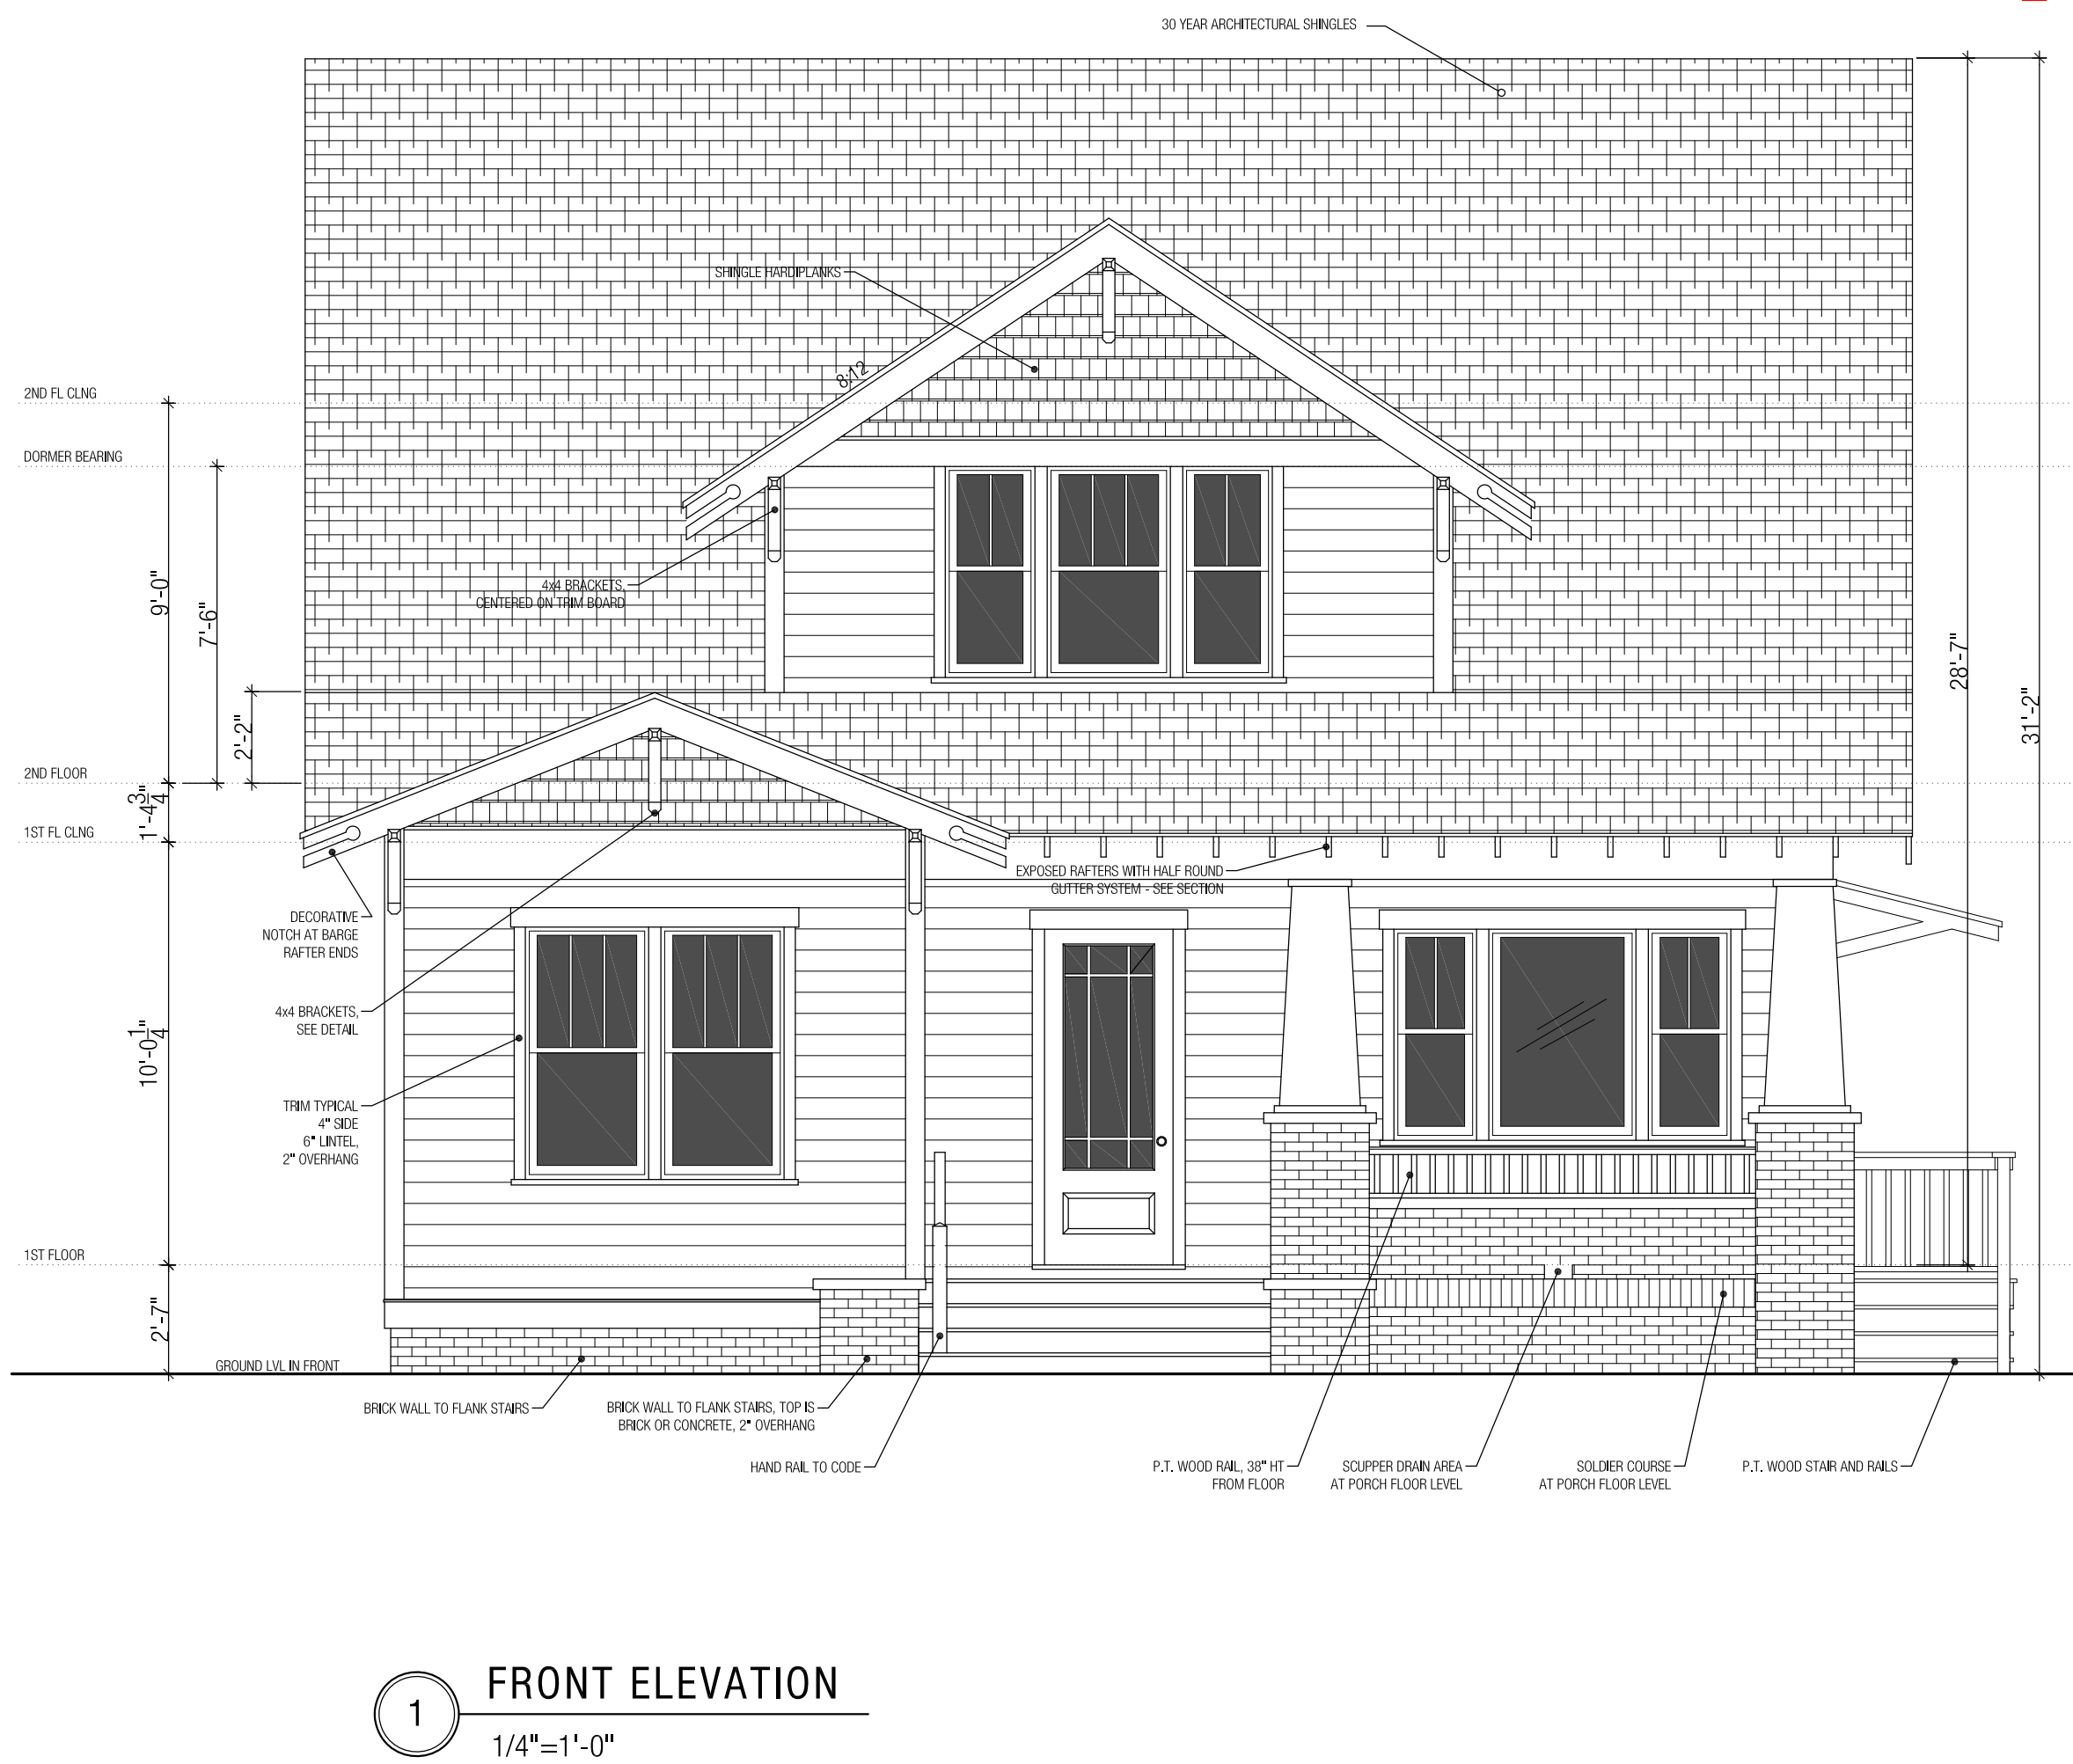 30 YEAR ARCHITECTURAL SHINGLES
SHINGLE HARDIPLANKS
8:12
2ND FL CLNG
DORMER BEARING
9'-0"
7'-6"
4x4 BRACKETS,
CENTERED ON TRIM BOARD
28'-7"
31'-2"
2'-2"
2ND FLOOR
1'-4 3/4"
1ST FL CLNG
EXPOSED RAFTERS WITH HALF ROUND
GUTTER SYSTEM - SEE SECTION
DECORATIVE
NOTCH AT BARGE
RAFTER ENDS
4x4 BRACKETS,
SEE DETAIL
10'-0 1/4"
TRIM TYPICAL
4" SIDE
6" LINTEL,
2" OVERHANG
1ST FLOOR
2'-7"
GROUND LVL IN FRONT
BRICK WALL TO FLANK STAIRS
BRICK WALL TO FLANK STAIRS, TOP IS
BRICK OR CONCRETE, 2" OVERHANG
HAND RAIL TO CODE
P.T. WOOD RAIL, 38" HT
FROM FLOOR
SCUPPER DRAIN AREA
AT PORCH FLOOR LEVEL
SOLDIER COURSE
AT PORCH FLOOR LEVEL
P.T. WOOD STAIR AND RAILS
1
FRONT ELEVATION
1/4"=1'-0"